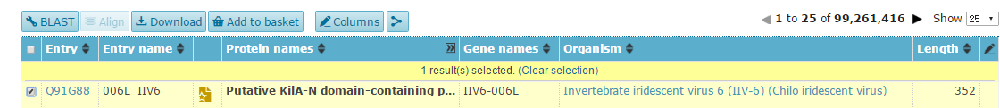 BLAST Align Download Add to basket Columns 1 to 25 of 99,261,416 Show 25
Entry Entry name Protein names Gene names Organism Length
1 result(s) selected. (Clear selection)
Q91G88 006L_IIV6 Putative KilA-N domain-containing p... IIV6-006L Invertebrate iridescent virus 6 (IIV-6) (Chilo iridescent virus) 352